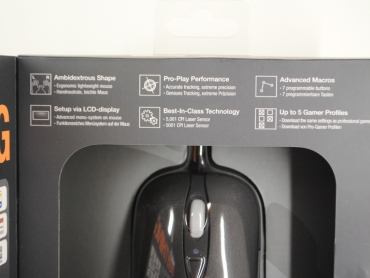 Ambidextrous Shape
- Ergonomic lightweight mouse
- Handneutrale, leichte Maus
Pro-Play Performance
- Accurate tracking, extreme precision
- Genaues Tracking, extreme Präzision
Advanced Macros
- 7 programmable buttons
- 7 programmierbare Tasten
Setup via LCD-display
- Advanced menu-system on mouse
- Funktionsreiches Menüsystem auf der Maus
Best-In-Class Technology
- 5,001 CPI Laser Sensor
- 5001 CPI Laser Sensor
Up to 5 Gamer Profiles
- Download the same settings as professional gamers
- Download von Pro-Gamer Profilen
G